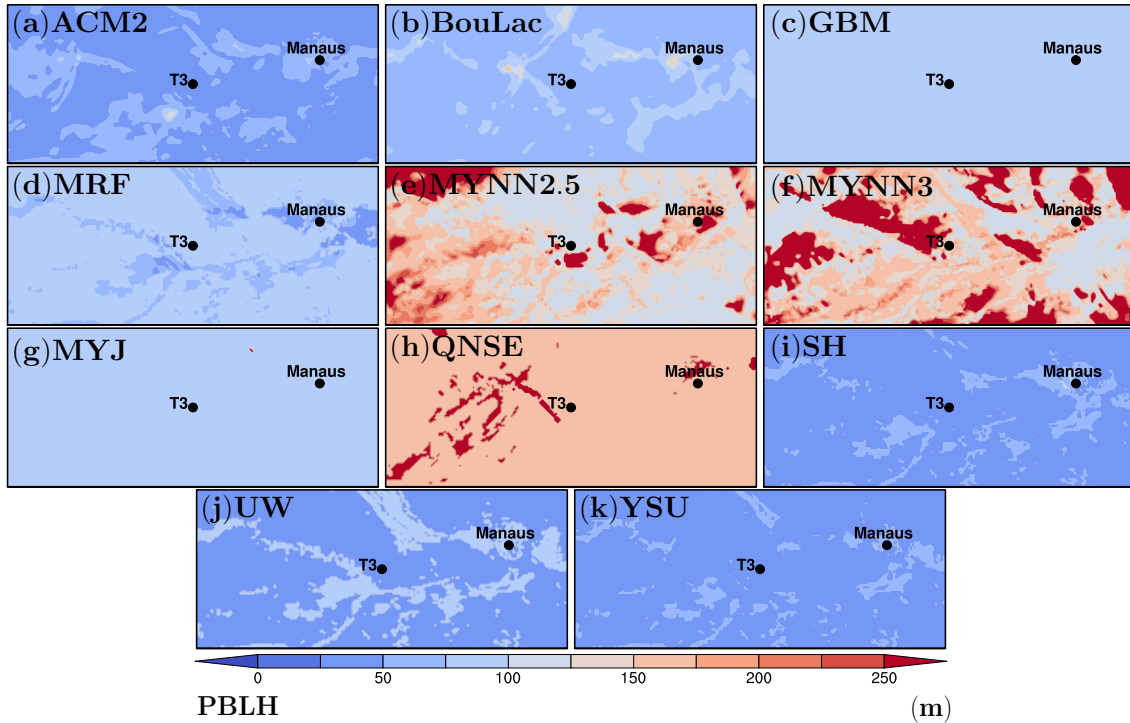 (a)ACM2
Manaus
T3
(b)BouLac
Manaus
T3
(c)GBM
Manaus
T3
(d)MRF
Manaus
T3
(e)MYNN2.5
Manaus
T3
(f)MYNN3
Manaus
T3
(g)MYJ
Manaus
T3
(h)QNSE
Manaus
T3
(i)SH
Manaus
T3
(j)UW
Manaus
T3
(k)YSU
Manaus
T3
0 50 100 150 200 250
PBLH (m)